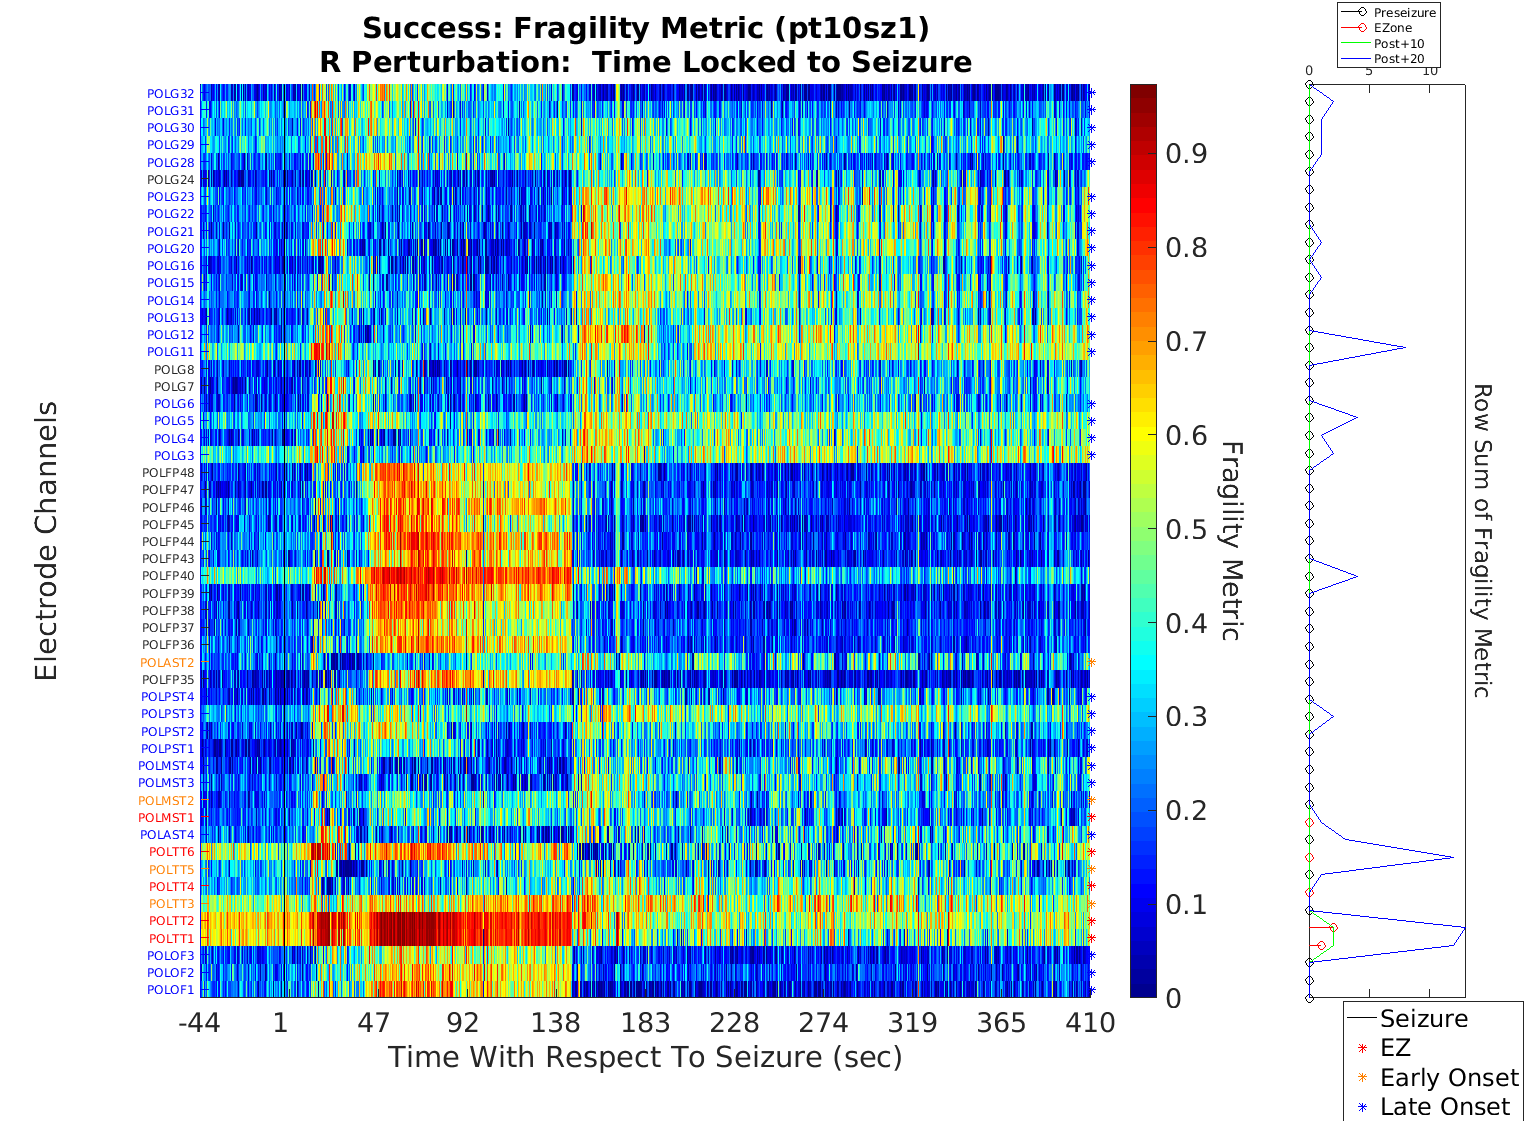 Success: Fragility Metric (pt10sz1)
R Perturbation:  Time Locked to Seizure
Electrode Channels
POLG32
POLG31
POLG30
POLG29
POLG28
POLG24
POLG23
POLG22
POLG21
POLG20
POLG16
POLG15
POLG14
POLG13
POLG12
POLG11
POLG8
POLG7
POLG6
POLG5
POLG4
POLG3
POLFP48
POLFP47
POLFP46
POLFP45
POLFP44
POLFP43
POLFP40
POLFP39
POLFP38
POLFP37
POLFP36
POLAST2
POLFP35
POLPST4
POLPST3
POLPST2
POLPST1
POLMST4
POLMST3
POLMST2
POLMST1
POLAST4
POLTT6
POLTT5
POLTT4
POLTT3
POLTT2
POLTT1
POLOF3
POLOF2
POLOF1
-44 1 47 92 138 183 228 274 319 365 410
Time With Respect To Seizure (sec)
0.9
0.8
0.7
0.6
0.5
0.4
0.3
0.2
0.1
0
Fragility Metric
Preseizure
EZone
Post+10
Post+20
0 5 10
Row Sum of Fragility Metric
Seizure
EZ
Early Onset
Late Onset